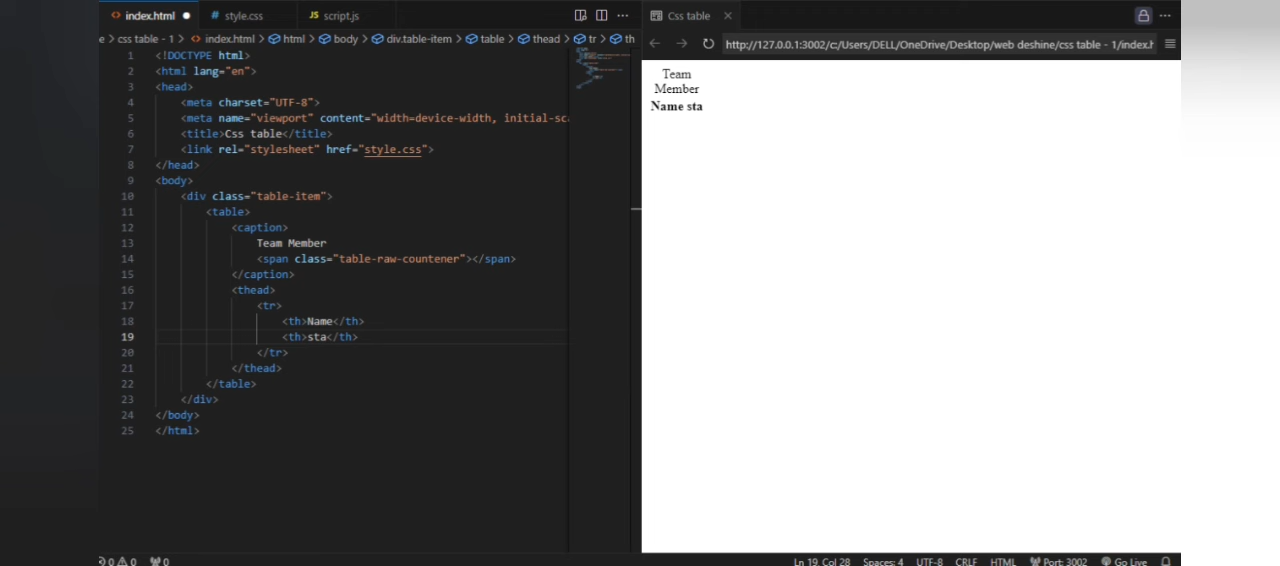 index.html
style.css
JS script.js
e > css table - 1 > index.html > html > body > div.table-item > table > thead > tr > th
1 <!DOCTYPE html>
2 <html lang="en">
3 <head>
4 <meta charset="UTF-8">
5 <meta name="viewport" content="width=device-width, initial-sca
6 <title>Css table</title>
7 <link rel="stylesheet" href="style.css">
8 </head>
9 <body>
10 <div class="table-item">
11 <table>
12 <caption>
13 Team Member
14 <span class="table-raw-countener"></span>
15 </caption>
16 <thead>
17 <tr>
18 <th>Name</th>
19 <th>sta</th>
20 </tr>
21 </thead>
22 </table>
23 </div>
24 </body>
25 </html>
Css table
http://127.0.0.1:3002/c:/Users/DELL/OneDrive/Desktop/web deshine/css table - 1/index.h
Team
Member
Name sta
0 0 0
Ln 19, Col 28 Spaces: 4 UTF-8 CRLF HTML Port: 3002 Go Live